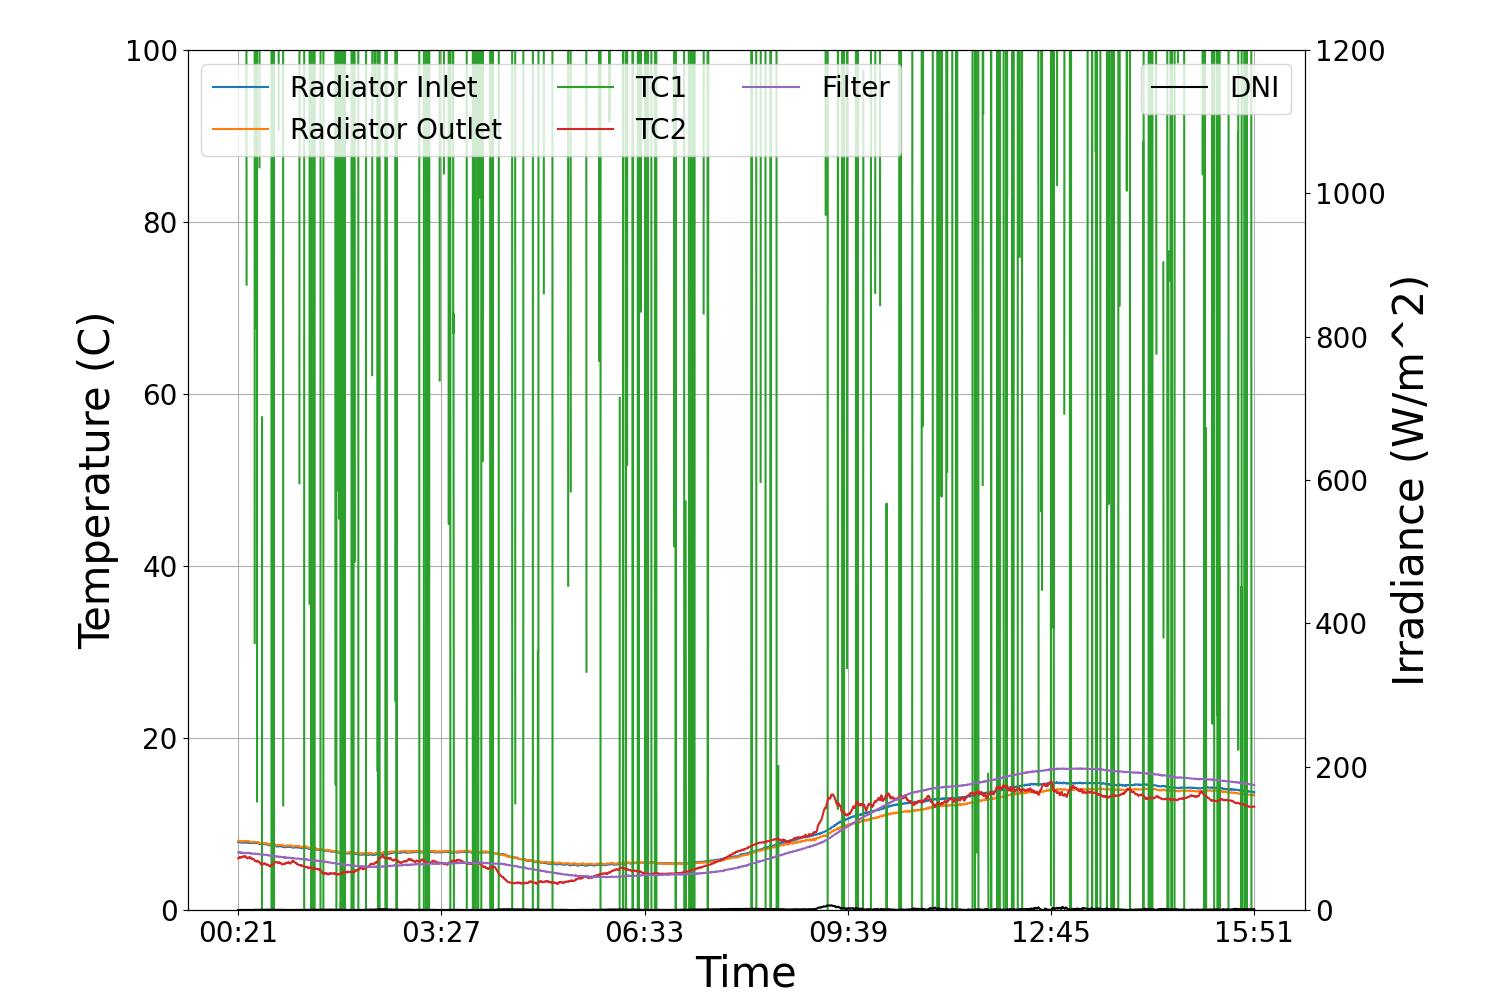 100
80
60
40
20
0
Temperature (C)
Radiator Inlet
Radiator Outlet
TC1
TC2
Filter
DNI
1200
1000
800
600
400
200
0
Irradiance (W/m^2)
00:21
03:27
06:33
09:39
12:45
15:51
Time